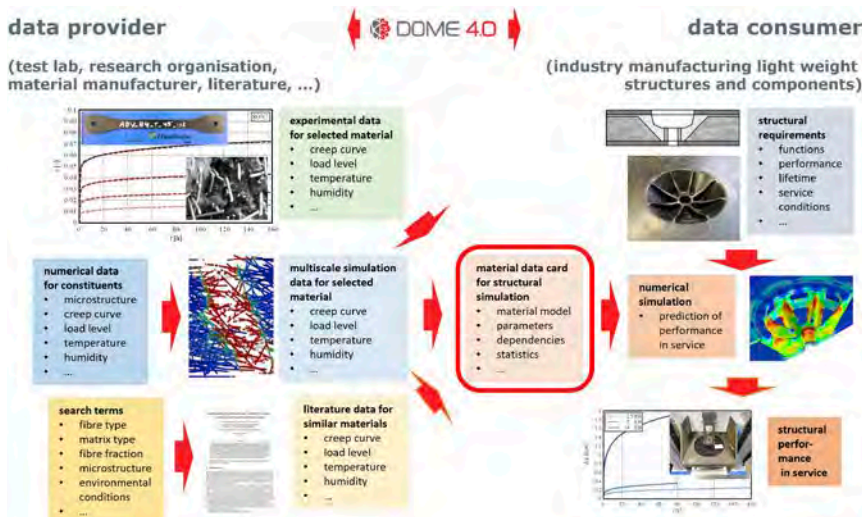 data provider
DOME 4.0
data consumer
(test lab, research organisation,
material manufacturer, literature, ...)
(industry manufacturing light weight
structures and components)
experimental data
for selected material
• creep curve
• load level
• temperature
• humidity
• ...
structural
requirements
• functions
• performance
• lifetime
• service
conditions
• ...
numerical data
for constituents
• microstructure
• creep curve
• load level
• temperature
• humidity
• ...
multiscale simulation
data for selected
material
• creep curve
• load level
• temperature
• humidity
• ...
material data card
for structural
simulation
• material model
• parameters
• dependencies
• statistics
• ...
numerical
simulation
• prediction of
performance
in service
search terms
• fibre type
• matrix type
• fibre fraction
• microstructure
• environmental
conditions
• ...
literature data for
similar materials
• creep curve
• load level
• temperature
• humidity
• ...
structural
perfor-
mance
in service